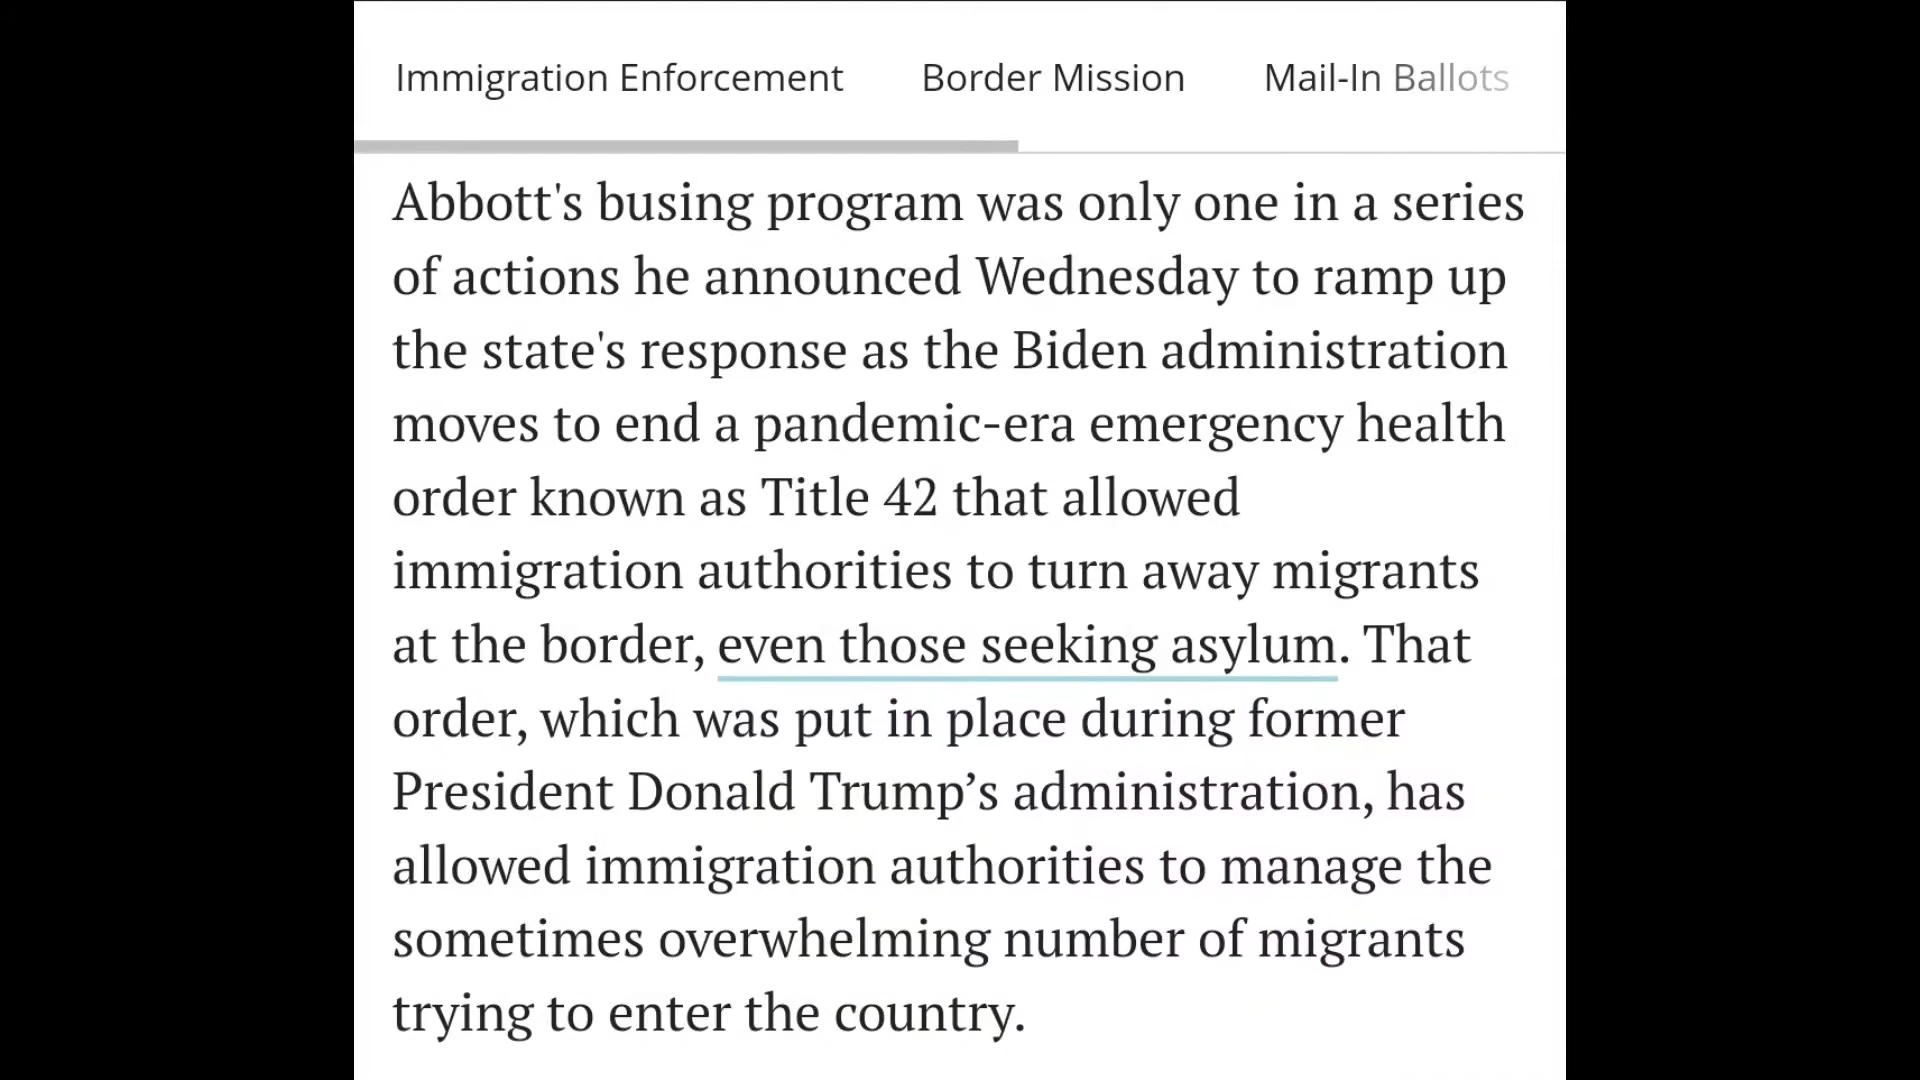 Immigration Enforcement Border Mission Mail-In Ballots
Abbott's busing program was only one in a series
of actions he announced Wednesday to ramp up
the state's response as the Biden administration
moves to end a pandemic-era emergency health
order known as Title 42 that allowed
immigration authorities to turn away migrants
at the border, even those seeking asylum. That
order, which was put in place during former
President Donald Trump’s administration, has
allowed immigration authorities to manage the
sometimes overwhelming number of migrants
trying to enter the country.